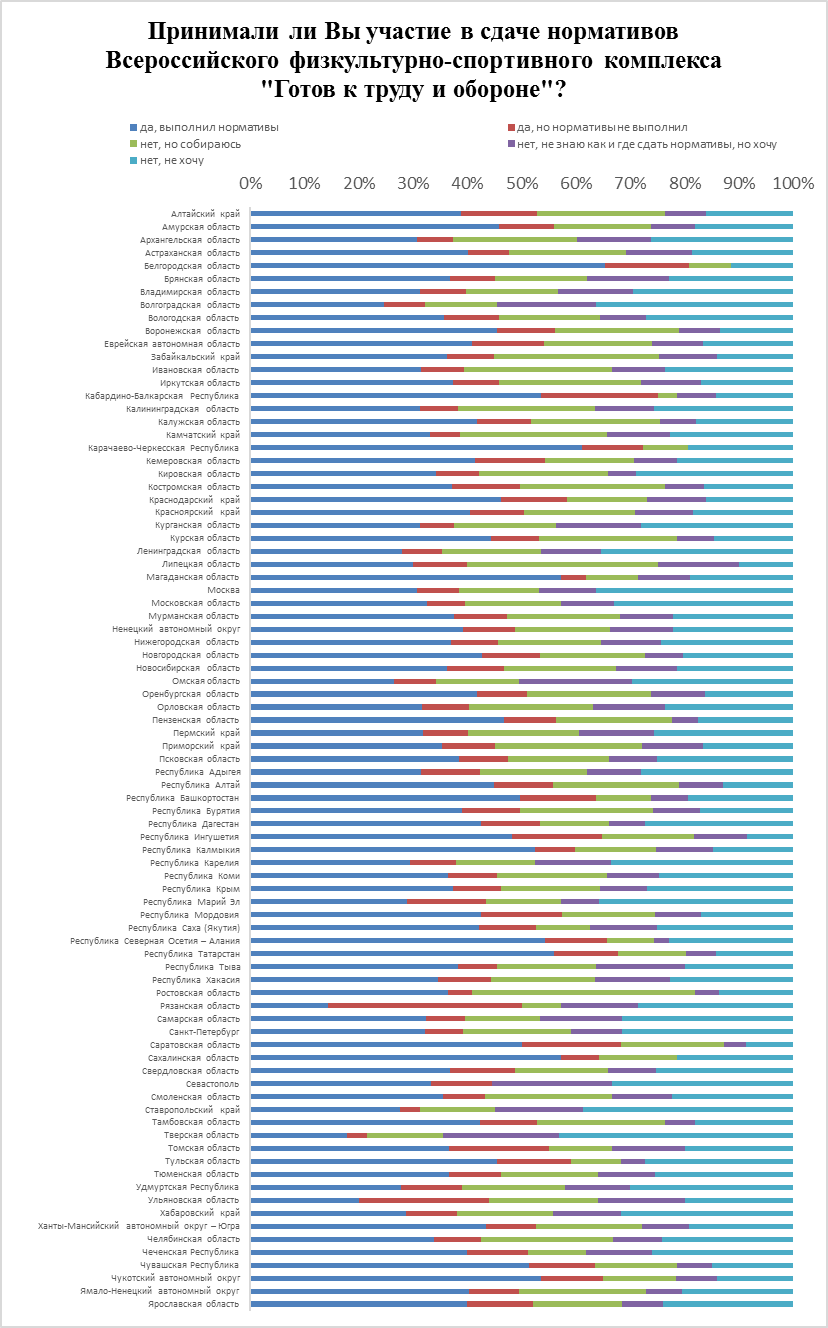 Принимали ли Вы участие в сдаче нормативов
Всероссийского физкультурно-спортивного комплекса
"Готов к труду и обороне"?
да, выполнил нормативы
да, но нормативы не выполнил
нет, но собираюсь
нет, не знаю как и где сдать нормативы, но хочу
нет, не хочу
0% 10% 20% 30% 40% 50% 60% 70% 80% 90% 100%
Алтайский край
Амурская область
Архангельская область
Астраханская область
Белгородская область
Брянская область
Владимирская область
Волгоградская область
Вологодская область
Воронежская область
Еврейская автономная область
Забайкальский край
Ивановская область
Иркутская область
Кабардино-Балкарская Республика
Калининградская область
Калужская область
Камчатский край
Карачаево-Черкесская Республика
Кемеровская область
Кировская область
Костромская область
Краснодарский край
Красноярский край
Курганская область
Курская область
Ленинградская область
Липецкая область
Магаданская область
Москва
Московская область
Мурманская область
Ненецкий автономный округ
Нижегородская область
Новгородская область
Новосибирская область
Омская область
Оренбургская область
Орловская область
Пензенская область
Пермский край
Приморский край
Псковская область
Республика Адыгея
Республика Алтай
Республика Башкортостан
Республика Бурятия
Республика Дагестан
Республика Ингушетия
Республика Калмыкия
Республика Карелия
Республика Коми
Республика Крым
Республика Марий Эл
Республика Мордовия
Республика Саха (Якутия)
Республика Северная Осетия – Алания
Республика Татарстан
Республика Тыва
Республика Хакасия
Ростовская область
Рязанская область
Самарская область
Санкт-Петербург
Саратовская область
Сахалинская область
Свердловская область
Севастополь
Смоленская область
Ставропольский край
Тамбовская область
Тверская область
Томская область
Тульская область
Тюменская область
Удмуртская Республика
Ульяновская область
Хабаровский край
Ханты-Мансийский автономный округ – Югра
Челябинская область
Чеченская Республика
Чувашская Республика
Чукотский автономный округ
Ямало-Ненецкий автономный округ
Ярославская область